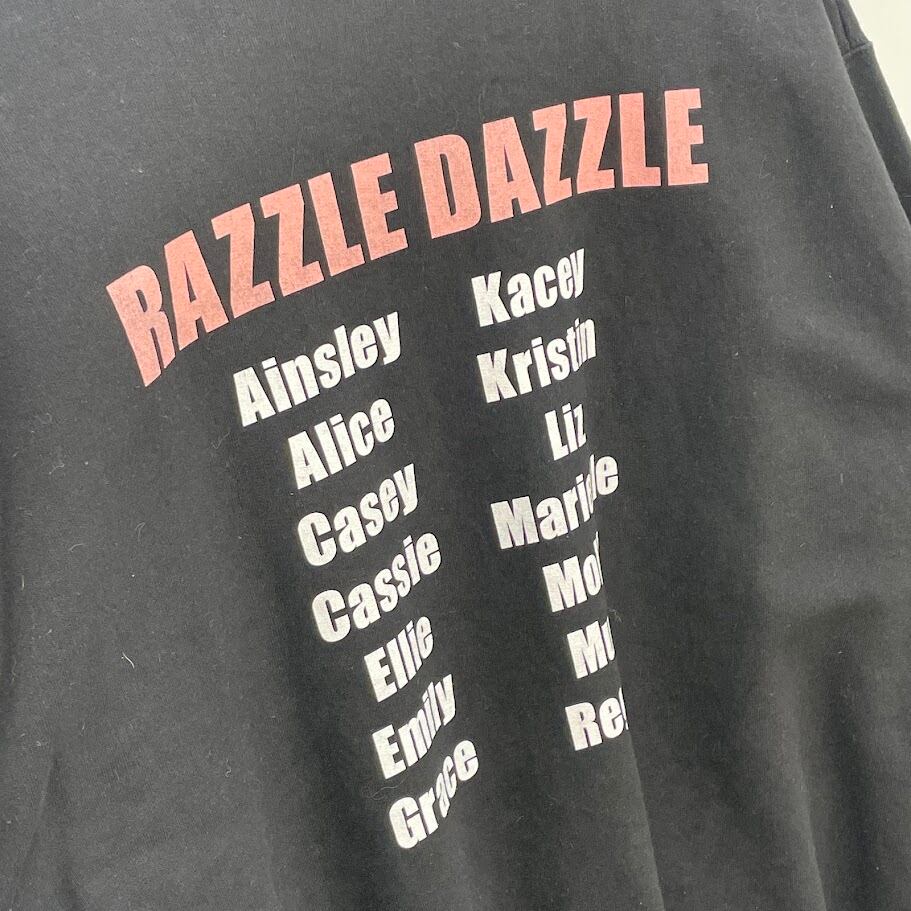 RAZZLE DAZZLE
Ainsley
Alice
Casey
Cassie
Ellie
Emily
Grace
Kacey
Kristin
Liz